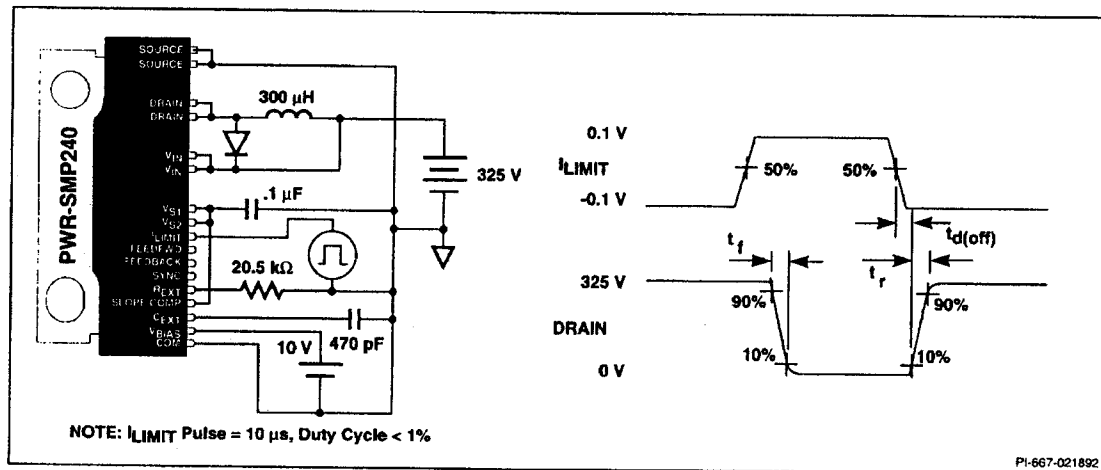 PWR-SMP240
SOURCE
SOURCE
DRAIN
DRAIN
VIN
VIN
VS1
VS2
ILIMIT
FEEDFWD
FEEDBACK
SYNC
REXT
SLOPE COMP
CEXT
VBIAS
COM
300 µH
325 V
.1 µF
20.5 kΩ
470 pF
10 V
NOTE: ILIMIT Pulse = 10 µs, Duty Cycle < 1%
0.1 V
ILIMIT
-0.1 V
50%
50%
td(off)
tf
tr
325 V
90%
90%
DRAIN
10%
10%
0 V
PI-667-021892